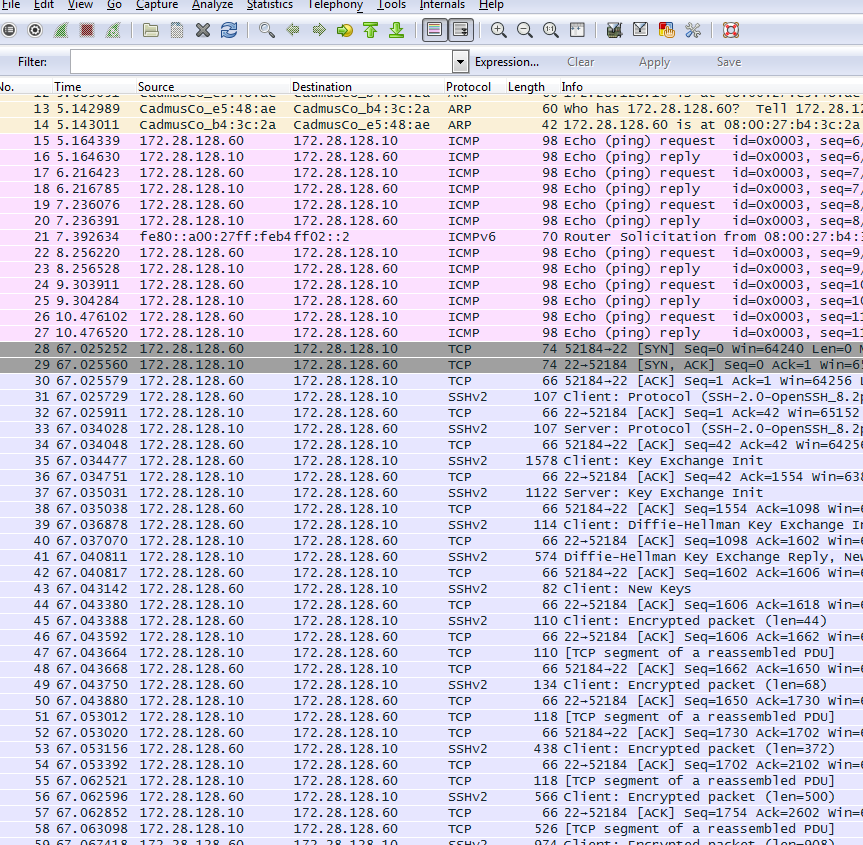 File Edit View Go Capture Analyze Statistics Telephony Tools Internals Help
Filter: Expression... Clear Apply Save
No. Time Source Destination Protocol Length Info
13 5.142989 CadmusCo_e5:48:ae CadmusCo_b4:3c:2a ARP 60 Who has 172.28.128.60? Tell 172.28.12
14 5.143011 CadmusCo_b4:3c:2a CadmusCo_e5:48:ae ARP 42 172.28.128.60 is at 08:00:27:b4:3c:2a
15 5.164339 172.28.128.60 172.28.128.10 ICMP 98 Echo (ping) request id=0x0003, seq=6/
16 5.164630 172.28.128.10 172.28.128.60 ICMP 98 Echo (ping) reply id=0x0003, seq=6/
17 6.216423 172.28.128.60 172.28.128.10 ICMP 98 Echo (ping) request id=0x0003, seq=7/
18 6.216785 172.28.128.10 172.28.128.60 ICMP 98 Echo (ping) reply id=0x0003, seq=7/
19 7.236076 172.28.128.60 172.28.128.10 ICMP 98 Echo (ping) request id=0x0003, seq=8/
20 7.236391 172.28.128.10 172.28.128.60 ICMP 98 Echo (ping) reply id=0x0003, seq=8/
21 7.392634 fe80::a00:27ff:feb4 ff02::2 ICMPv6 70 Router Solicitation from 08:00:27:b4:3
22 8.256220 172.28.128.60 172.28.128.10 ICMP 98 Echo (ping) request id=0x0003, seq=9/
23 8.256528 172.28.128.10 172.28.128.60 ICMP 98 Echo (ping) reply id=0x0003, seq=9/
24 9.303911 172.28.128.60 172.28.128.10 ICMP 98 Echo (ping) request id=0x0003, seq=10
25 9.304284 172.28.128.10 172.28.128.60 ICMP 98 Echo (ping) reply id=0x0003, seq=10
26 10.476102 172.28.128.60 172.28.128.10 ICMP 98 Echo (ping) request id=0x0003, seq=11
27 10.476520 172.28.128.10 172.28.128.60 ICMP 98 Echo (ping) reply id=0x0003, seq=11
28 67.025252 172.28.128.60 172.28.128.10 TCP 74 52184→22 [SYN] Seq=0 Win=64240 Len=0 M
29 67.025560 172.28.128.10 172.28.128.60 TCP 74 22→52184 [SYN, ACK] Seq=0 Ack=1 Win=65
30 67.025579 172.28.128.60 172.28.128.10 TCP 66 52184→22 [ACK] Seq=1 Ack=1 Win=64256 L
31 67.025729 172.28.128.60 172.28.128.10 SSHv2 107 Client: Protocol (SSH-2.0-OpenSSH_8.2p
32 67.025911 172.28.128.10 172.28.128.60 TCP 66 22→52184 [ACK] Seq=1 Ack=42 Win=65152
33 67.034028 172.28.128.10 172.28.128.60 SSHv2 107 Server: Protocol (SSH-2.0-OpenSSH_8.2p
34 67.034048 172.28.128.60 172.28.128.10 TCP 66 52184→22 [ACK] Seq=42 Ack=42 Win=64256
35 67.034477 172.28.128.60 172.28.128.10 SSHv2 1578 Client: Key Exchange Init
36 67.034751 172.28.128.10 172.28.128.60 TCP 66 22→52184 [ACK] Seq=42 Ack=1554 Win=638
37 67.035031 172.28.128.10 172.28.128.60 SSHv2 1122 Server: Key Exchange Init
38 67.035038 172.28.128.60 172.28.128.10 TCP 66 52184→22 [ACK] Seq=1554 Ack=1098 Win=6
39 67.036878 172.28.128.60 172.28.128.10 SSHv2 114 Client: Diffie-Hellman Key Exchange In
40 67.037070 172.28.128.10 172.28.128.60 TCP 66 22→52184 [ACK] Seq=1098 Ack=1602 Win=6
41 67.040811 172.28.128.10 172.28.128.60 SSHv2 574 Diffie-Hellman Key Exchange Reply, New
42 67.040817 172.28.128.60 172.28.128.10 TCP 66 52184→22 [ACK] Seq=1602 Ack=1606 Win=6
43 67.043142 172.28.128.60 172.28.128.10 SSHv2 82 Client: New Keys
44 67.043380 172.28.128.10 172.28.128.60 TCP 66 22→52184 [ACK] Seq=1606 Ack=1618 Win=6
45 67.043388 172.28.128.60 172.28.128.10 SSHv2 110 Client: Encrypted packet (len=44)
46 67.043592 172.28.128.10 172.28.128.60 TCP 66 22→52184 [ACK] Seq=1606 Ack=1662 Win=6
47 67.043664 172.28.128.10 172.28.128.60 TCP 110 [TCP segment of a reassembled PDU]
48 67.043668 172.28.128.60 172.28.128.10 TCP 66 52184→22 [ACK] Seq=1662 Ack=1650 Win=6
49 67.043750 172.28.128.60 172.28.128.10 SSHv2 134 Client: Encrypted packet (len=68)
50 67.043880 172.28.128.10 172.28.128.60 TCP 66 22→52184 [ACK] Seq=1650 Ack=1730 Win=6
51 67.053012 172.28.128.10 172.28.128.60 TCP 118 [TCP segment of a reassembled PDU]
52 67.053020 172.28.128.60 172.28.128.10 TCP 66 52184→22 [ACK] Seq=1730 Ack=1702 Win=6
53 67.053156 172.28.128.60 172.28.128.10 SSHv2 438 Client: Encrypted packet (len=372)
54 67.053392 172.28.128.10 172.28.128.60 TCP 66 22→52184 [ACK] Seq=1702 Ack=2102 Win=6
55 67.062521 172.28.128.10 172.28.128.60 TCP 118 [TCP segment of a reassembled PDU]
56 67.062596 172.28.128.60 172.28.128.10 SSHv2 566 Client: Encrypted packet (len=500)
57 67.062852 172.28.128.10 172.28.128.60 TCP 66 22→52184 [ACK] Seq=1754 Ack=2602 Win=6
58 67.063098 172.28.128.10 172.28.128.60 TCP 526 [TCP segment of a reassembled PDU]
59 67.067418 172.28.128.60 172.28.128.10 SSHv2 974 Client: Encrypted packet (len=908)